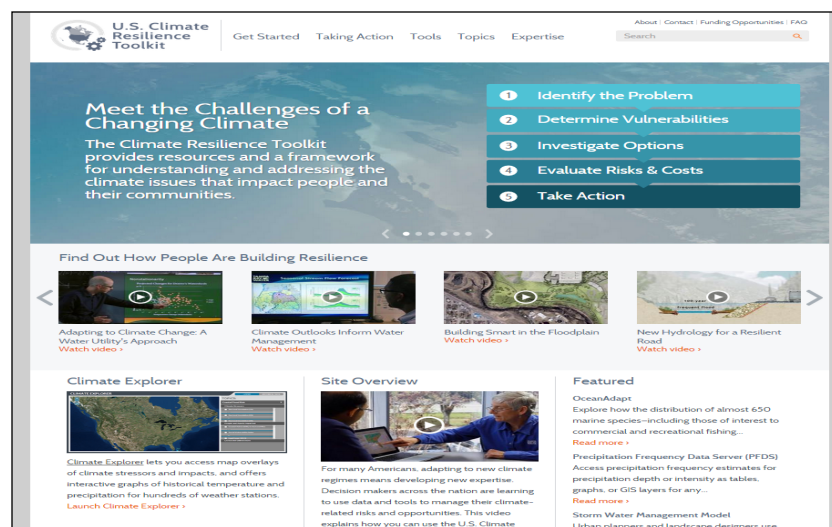 U.S. Climate
Resilience
Toolkit
About | Contact | Funding Opportunities | FAQ
Get Started Taking Action Tools Topics Expertise
Search
Meet the Challenges of a
Changing Climate
The Climate Resilience Toolkit
provides resources and a framework
for understanding and addressing the
climate issues that impact people and
their communities.
1 Identify the Problem
2 Determine Vulnerabilities
3 Investigate Options
4 Evaluate Risks & Costs
5 Take Action
Find Out How People Are Building Resilience
Adapting to Climate Change: A
Water Utility's Approach
Watch video ›
Climate Outlooks Inform Water
Management
Watch video ›
Building Smart in the Floodplain
Watch video ›
New Hydrology for a Resilient
Road
Watch video ›
Climate Explorer
Climate Explorer lets you access map overlays
of climate stressors and impacts, and offers
interactive graphs of historical temperature and
precipitation for hundreds of weather stations.
Launch Climate Explorer ›
Site Overview
For many Americans, adapting to new climate
regimes means developing new expertise.
Decision makers across the nation are learning
to use data and tools to manage their climate-
related risks and opportunities. This video
explains how you can use the U.S. Climate
Featured
OceanAdapt
Explore how the distribution of almost 650
marine species–including those of interest to
commercial and recreational fishing...
Read more ›
Precipitation Frequency Data Server (PFDS)
Access precipitation frequency estimates for
precipitation depth or intensity as tables,
graphs, or GIS layers for any...
Read more ›
Storm Water Management Model
Urban planners and landscape designers use